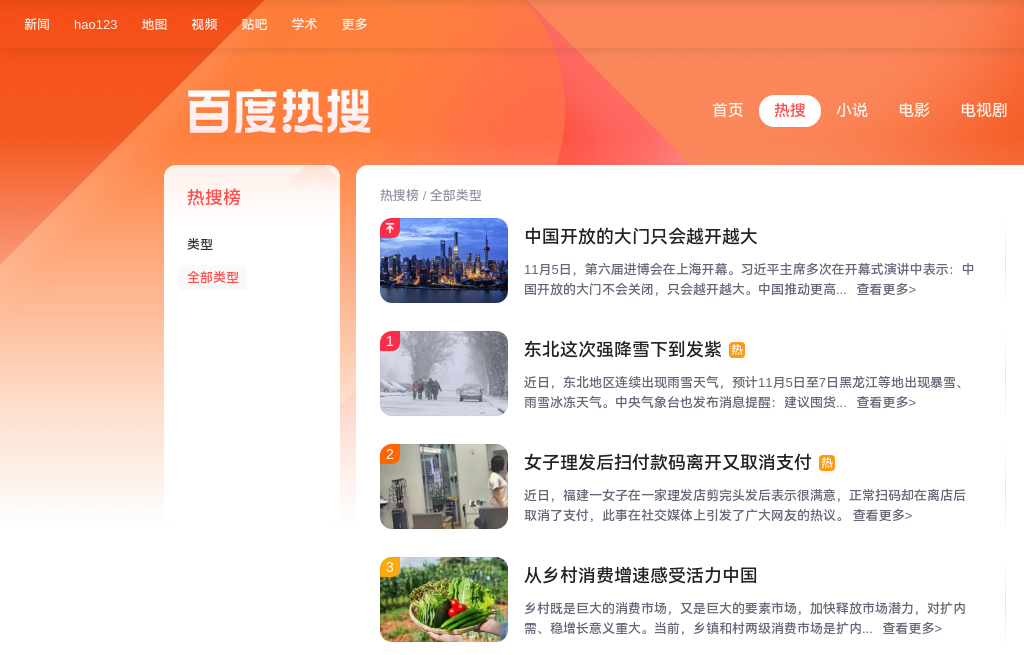 新闻 hao123 地图 视频 贴吧 学术 更多
百度热搜
首页 热搜 小说 电影 电视剧
热搜榜
类型
全部类型
热搜榜 / 全部类型
中国开放的大门只会越开越大
11月5日，第六届进博会在上海开幕。习近平主席多次在开幕式演讲中表示：中
国开放的大门不会关闭，只会越开越大。中国推动更高... 查看更多>
1
东北这次强降雪下到发紫 热
近日，东北地区连续出现雨雪天气，预计11月5日至7日黑龙江等地出现暴雪、
雨雪冰冻天气。中央气象台也发布消息提醒：建议囤货... 查看更多>
2
女子理发后扫付款码离开又取消支付 热
近日，福建一女子在一家理发店剪完头发后表示很满意，正常扫码却在离店后
取消了支付，此事在社交媒体上引发了广大网友的热议。 查看更多>
3
从乡村消费增速感受活力中国
乡村既是巨大的消费市场，又是巨大的要素市场，加快释放市场潜力，对扩内
需、稳增长意义重大。当前，乡镇和村两级消费市场是扩内... 查看更多>